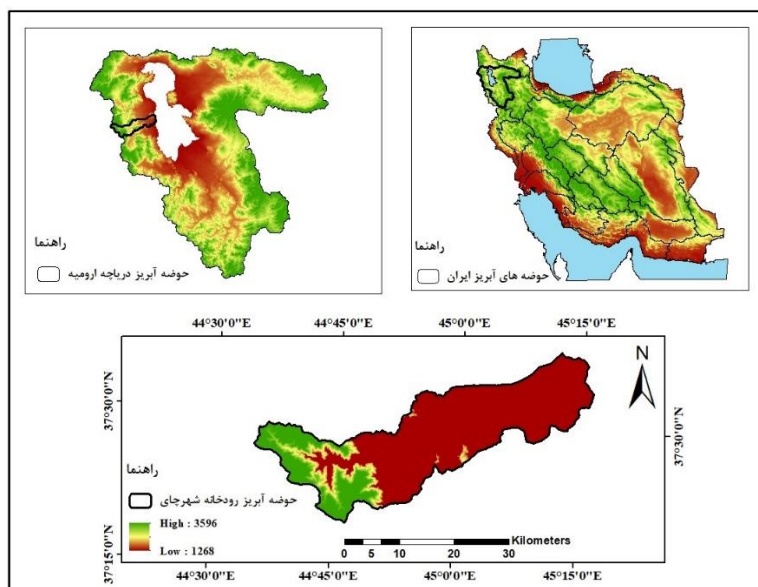 راهنما
حوضه آبریز دریاچه ارومیه
راهنما
حوضه های آبریز ایران
44°30'0"E 44°45'0"E 45°0'0"E 45°15'0"E
N
37°30'0"N
37°30'0"N
راهنما
حوضه آبریز رودخانه شهرچای
High : 3596
Low : 1268
37°15'0"N
Kilometers
0 5 10 20 30
44°30'0"E 44°45'0"E 45°0'0"E 45°15'0"E